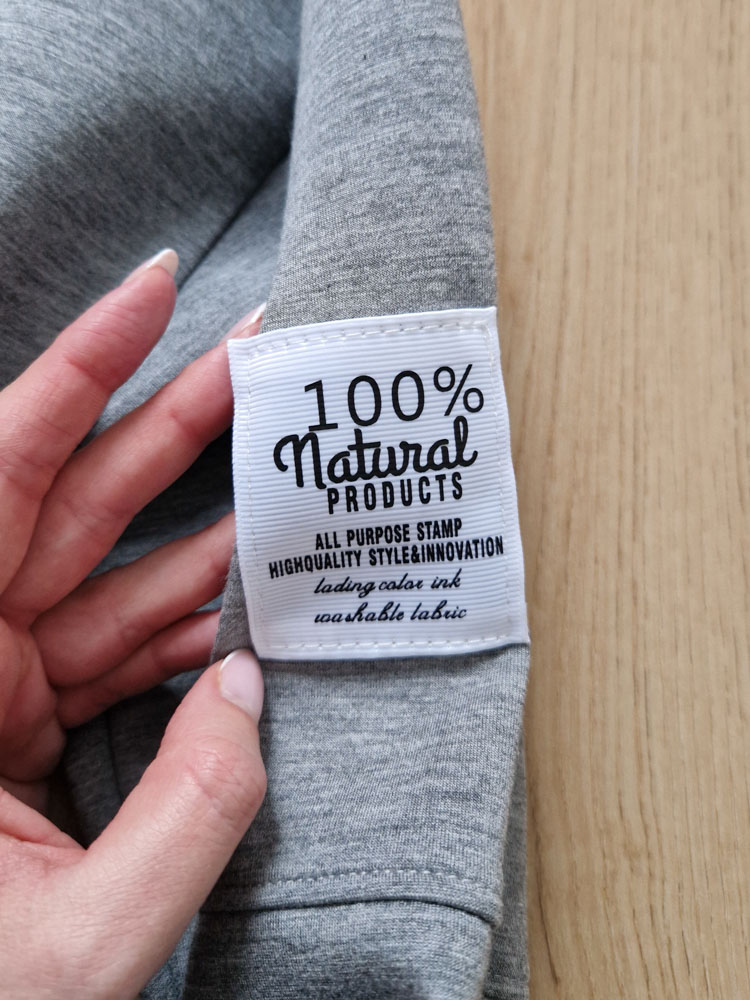 100%
Natural
PRODUCTS
ALL PURPOSE STAMP
HIGHQUALITY STYLE&INNOVATION
lading color ink
washable labric